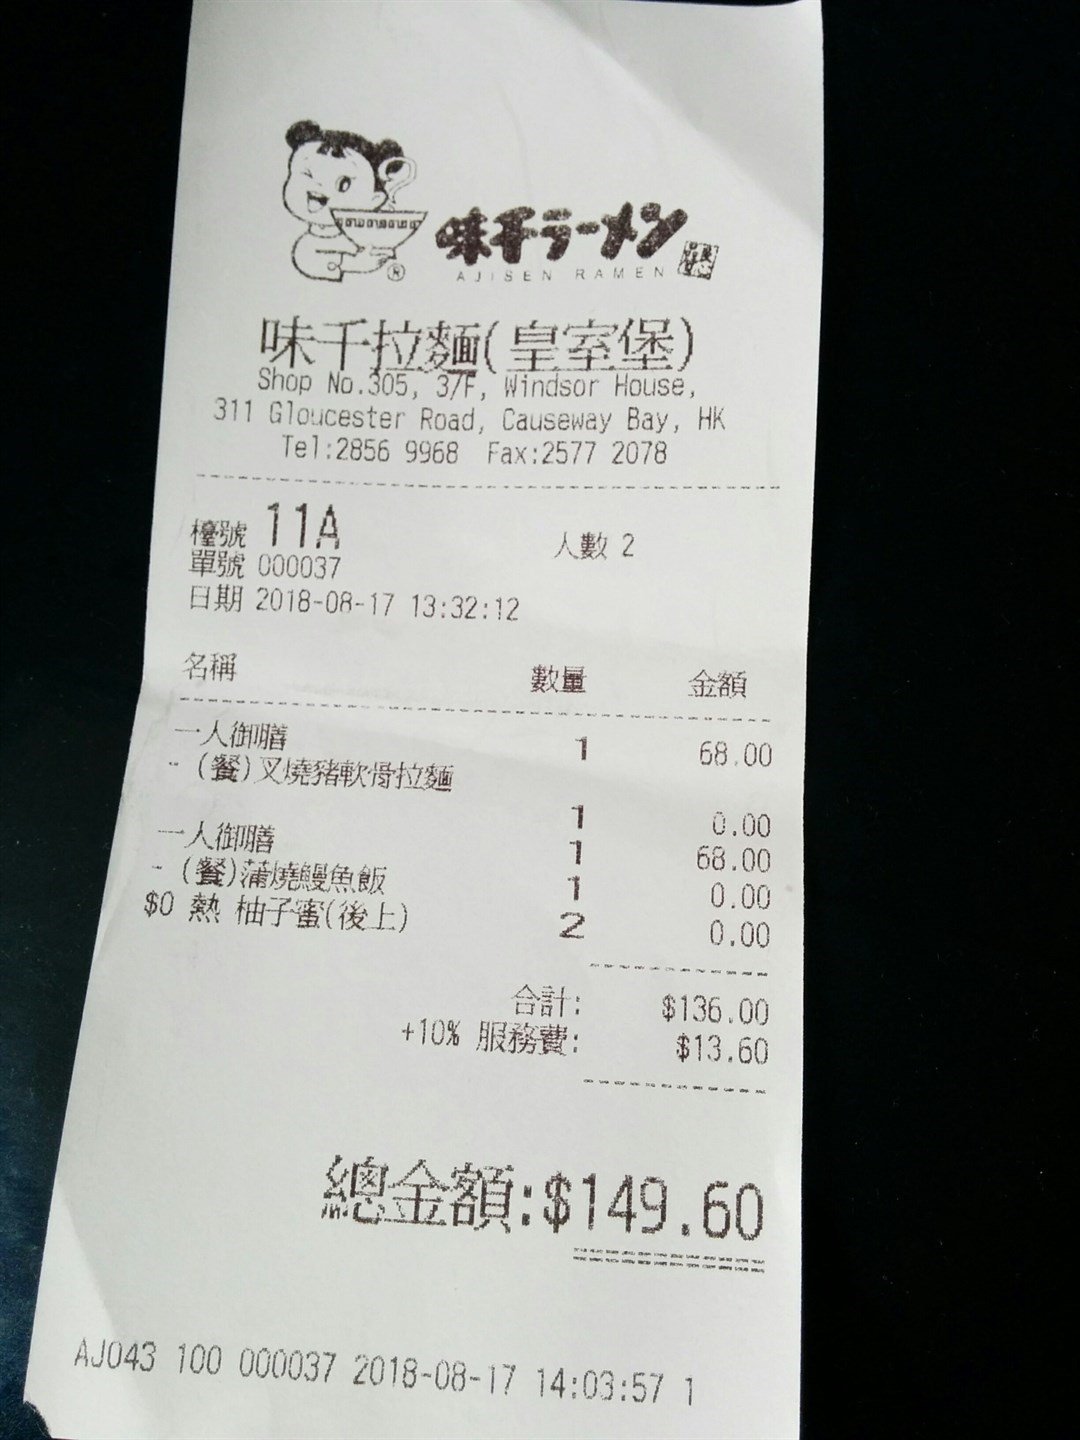 味千ラーメン
AJISEN RAMEN
味千拉麵(皇室堡)
Shop No.305, 3/F, Windsor House,
311 Gloucester Road, Causeway Bay, HK
Tel:2856 9968 Fax:2577 2078
檯號 11A 人數 2
單號 000037
日期 2018-08-17 13:32:12
名稱 數量 金額
一人御膳 1 68.00
- (餐)叉燒豬軟骨拉麵
1 0.00
一人御膳 1 68.00
- (餐)蒲燒鰻魚飯 1 0.00
$0 熱 柚子蜜(後上) 2 0.00
合計: $136.00
+10% 服務費: $13.60
總金額:$149.60
AJ043 100 000037 2018-08-17 14:03:57 1